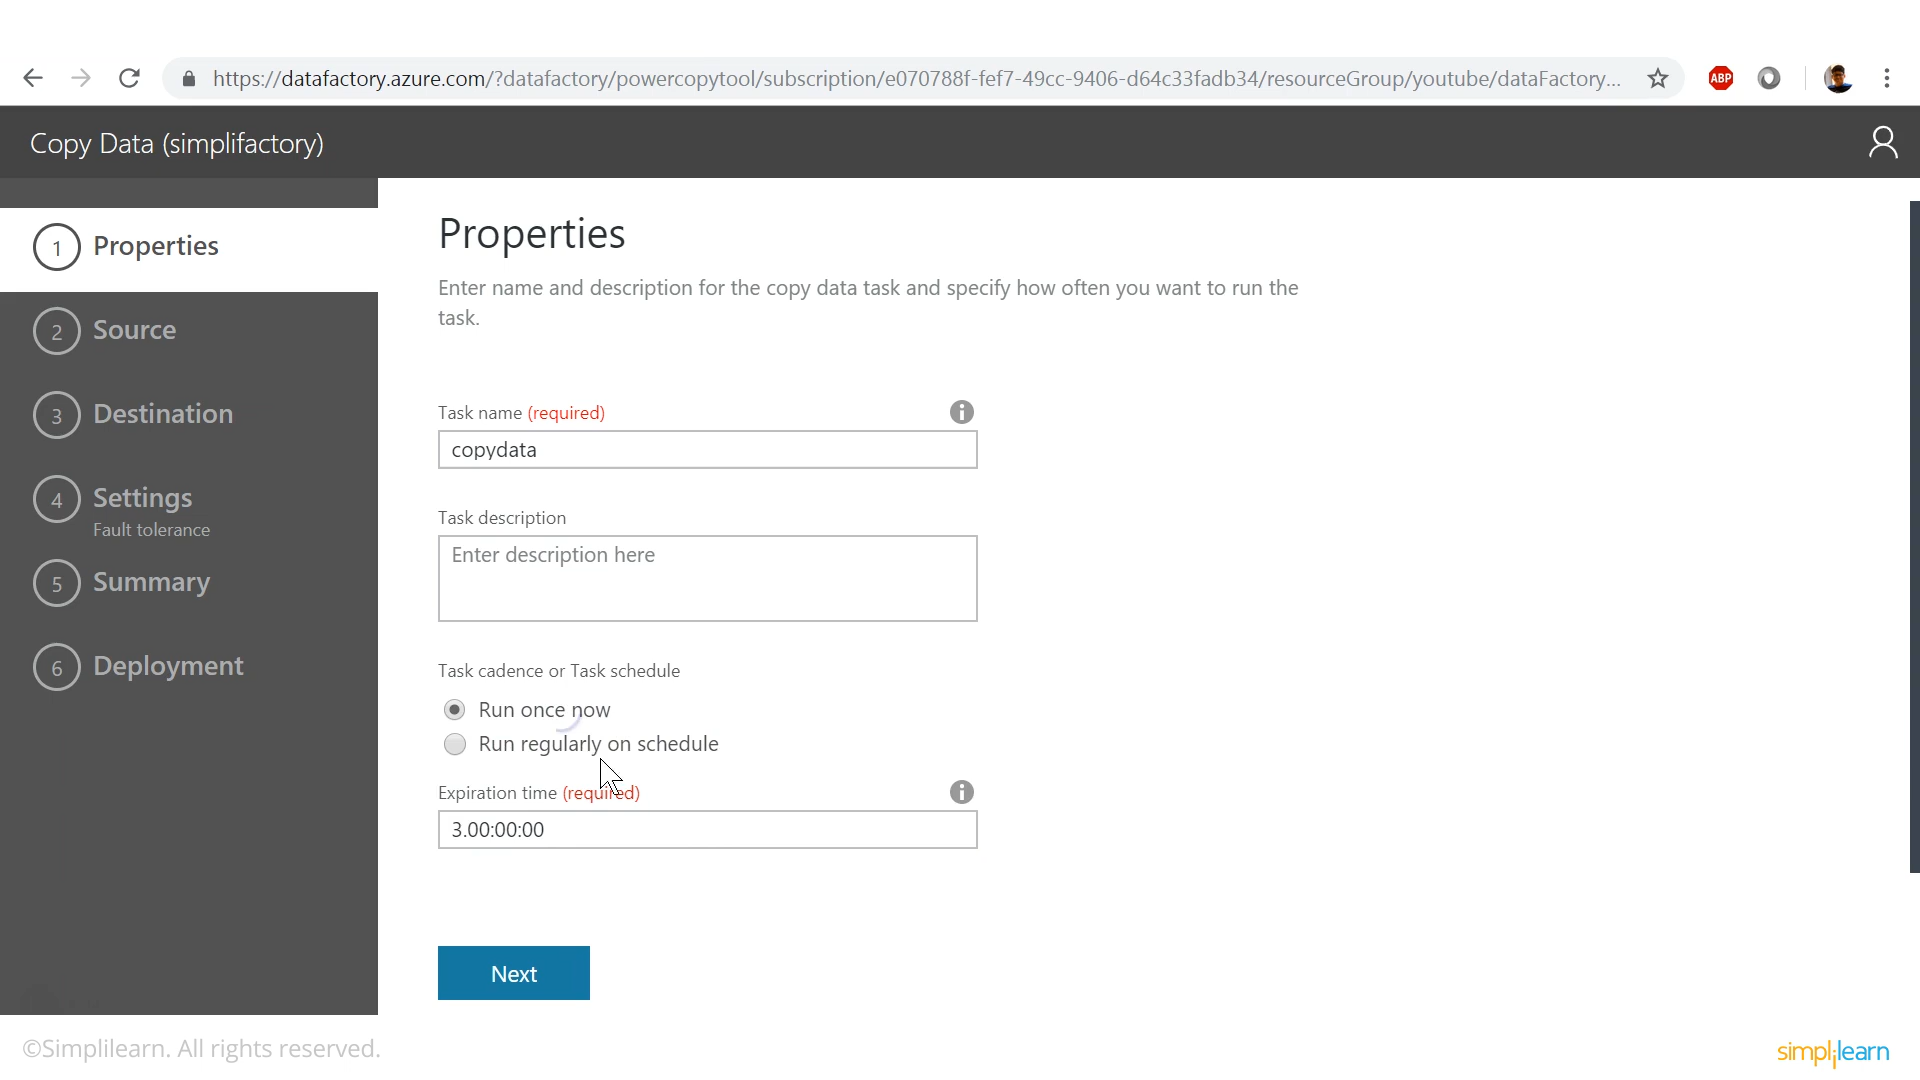 https://datafactory.azure.com/?datafactory/powercopytool/subscription/e070788f-fef7-49cc-9406-d64c33fadb34/resourceGroup/youtube/dataFactory...
ABP
Copy Data (simplifactory)
1 Properties
2 Source
3 Destination
4 Settings
Fault tolerance
5 Summary
6 Deployment
Properties
Enter name and description for the copy data task and specify how often you want to run the
task.
Task name (required)
copydata
Task description
Enter description here
Task cadence or Task schedule
Run once now
Run regularly on schedule
Expiration time (required)
3.00:00:00
Next
©Simplilearn. All rights reserved.
simplilearn